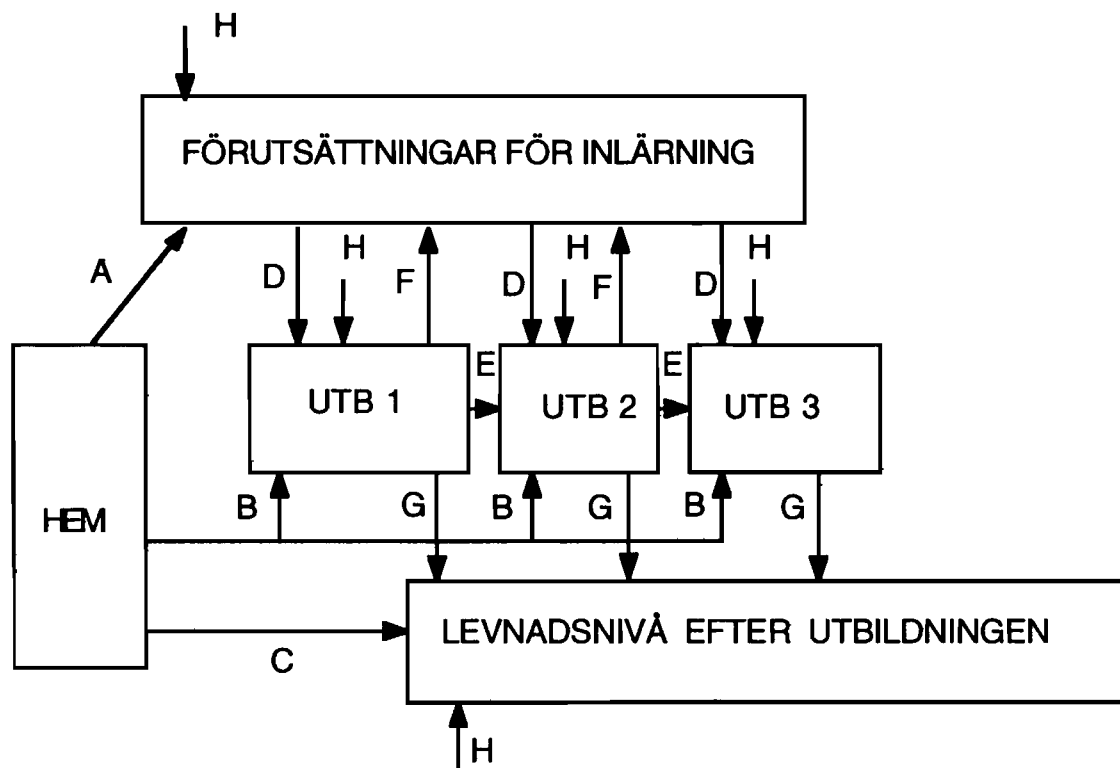 H
FÖRUTSÄTTNINGAR FÖR INLÄRNING
A
D
H
F
D
H
F
D
H
E
E
UTB 1
UTB 2
UTB 3
HEM
B
G
B
G
B
G
LEVNADSNIVÅ EFTER UTBILDNINGEN
C
H